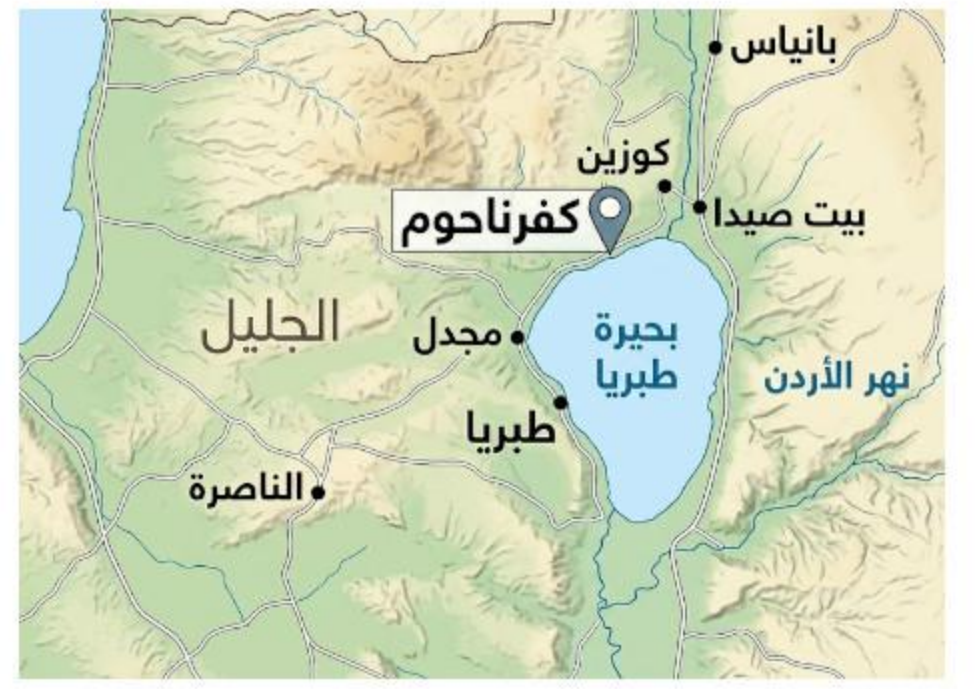 بانياس
كوزين
بيت صيدا
كفرناحوم
الجليل
مجدل
بحيرة
طبريا
نهر الأردن
طبريا
الناصرة